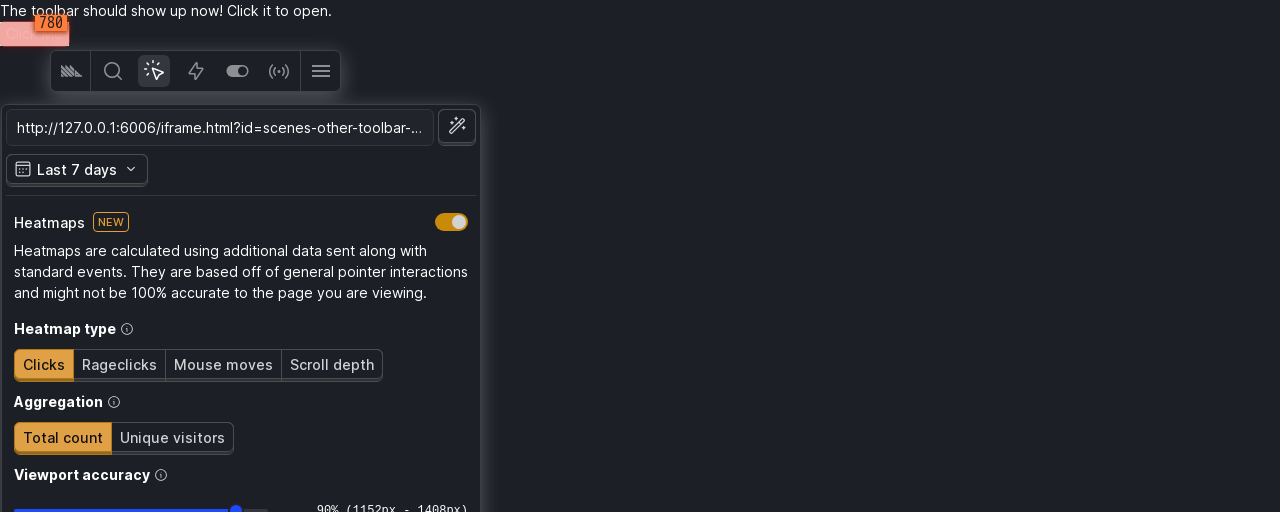 The toolbar should show up now! Click it to open.
780
http://127.0.0.1:6006/iframe.html?id=scenes-other-toolbar-...
Last 7 days
Heatmaps NEW
Heatmaps are calculated using additional data sent along with
standard events. They are based off of general pointer interactions
and might not be 100% accurate to the page you are viewing.
Heatmap type
Clicks Rageclicks Mouse moves Scroll depth
Aggregation
Total count Unique visitors
Viewport accuracy
90% (1152px - 1408px)